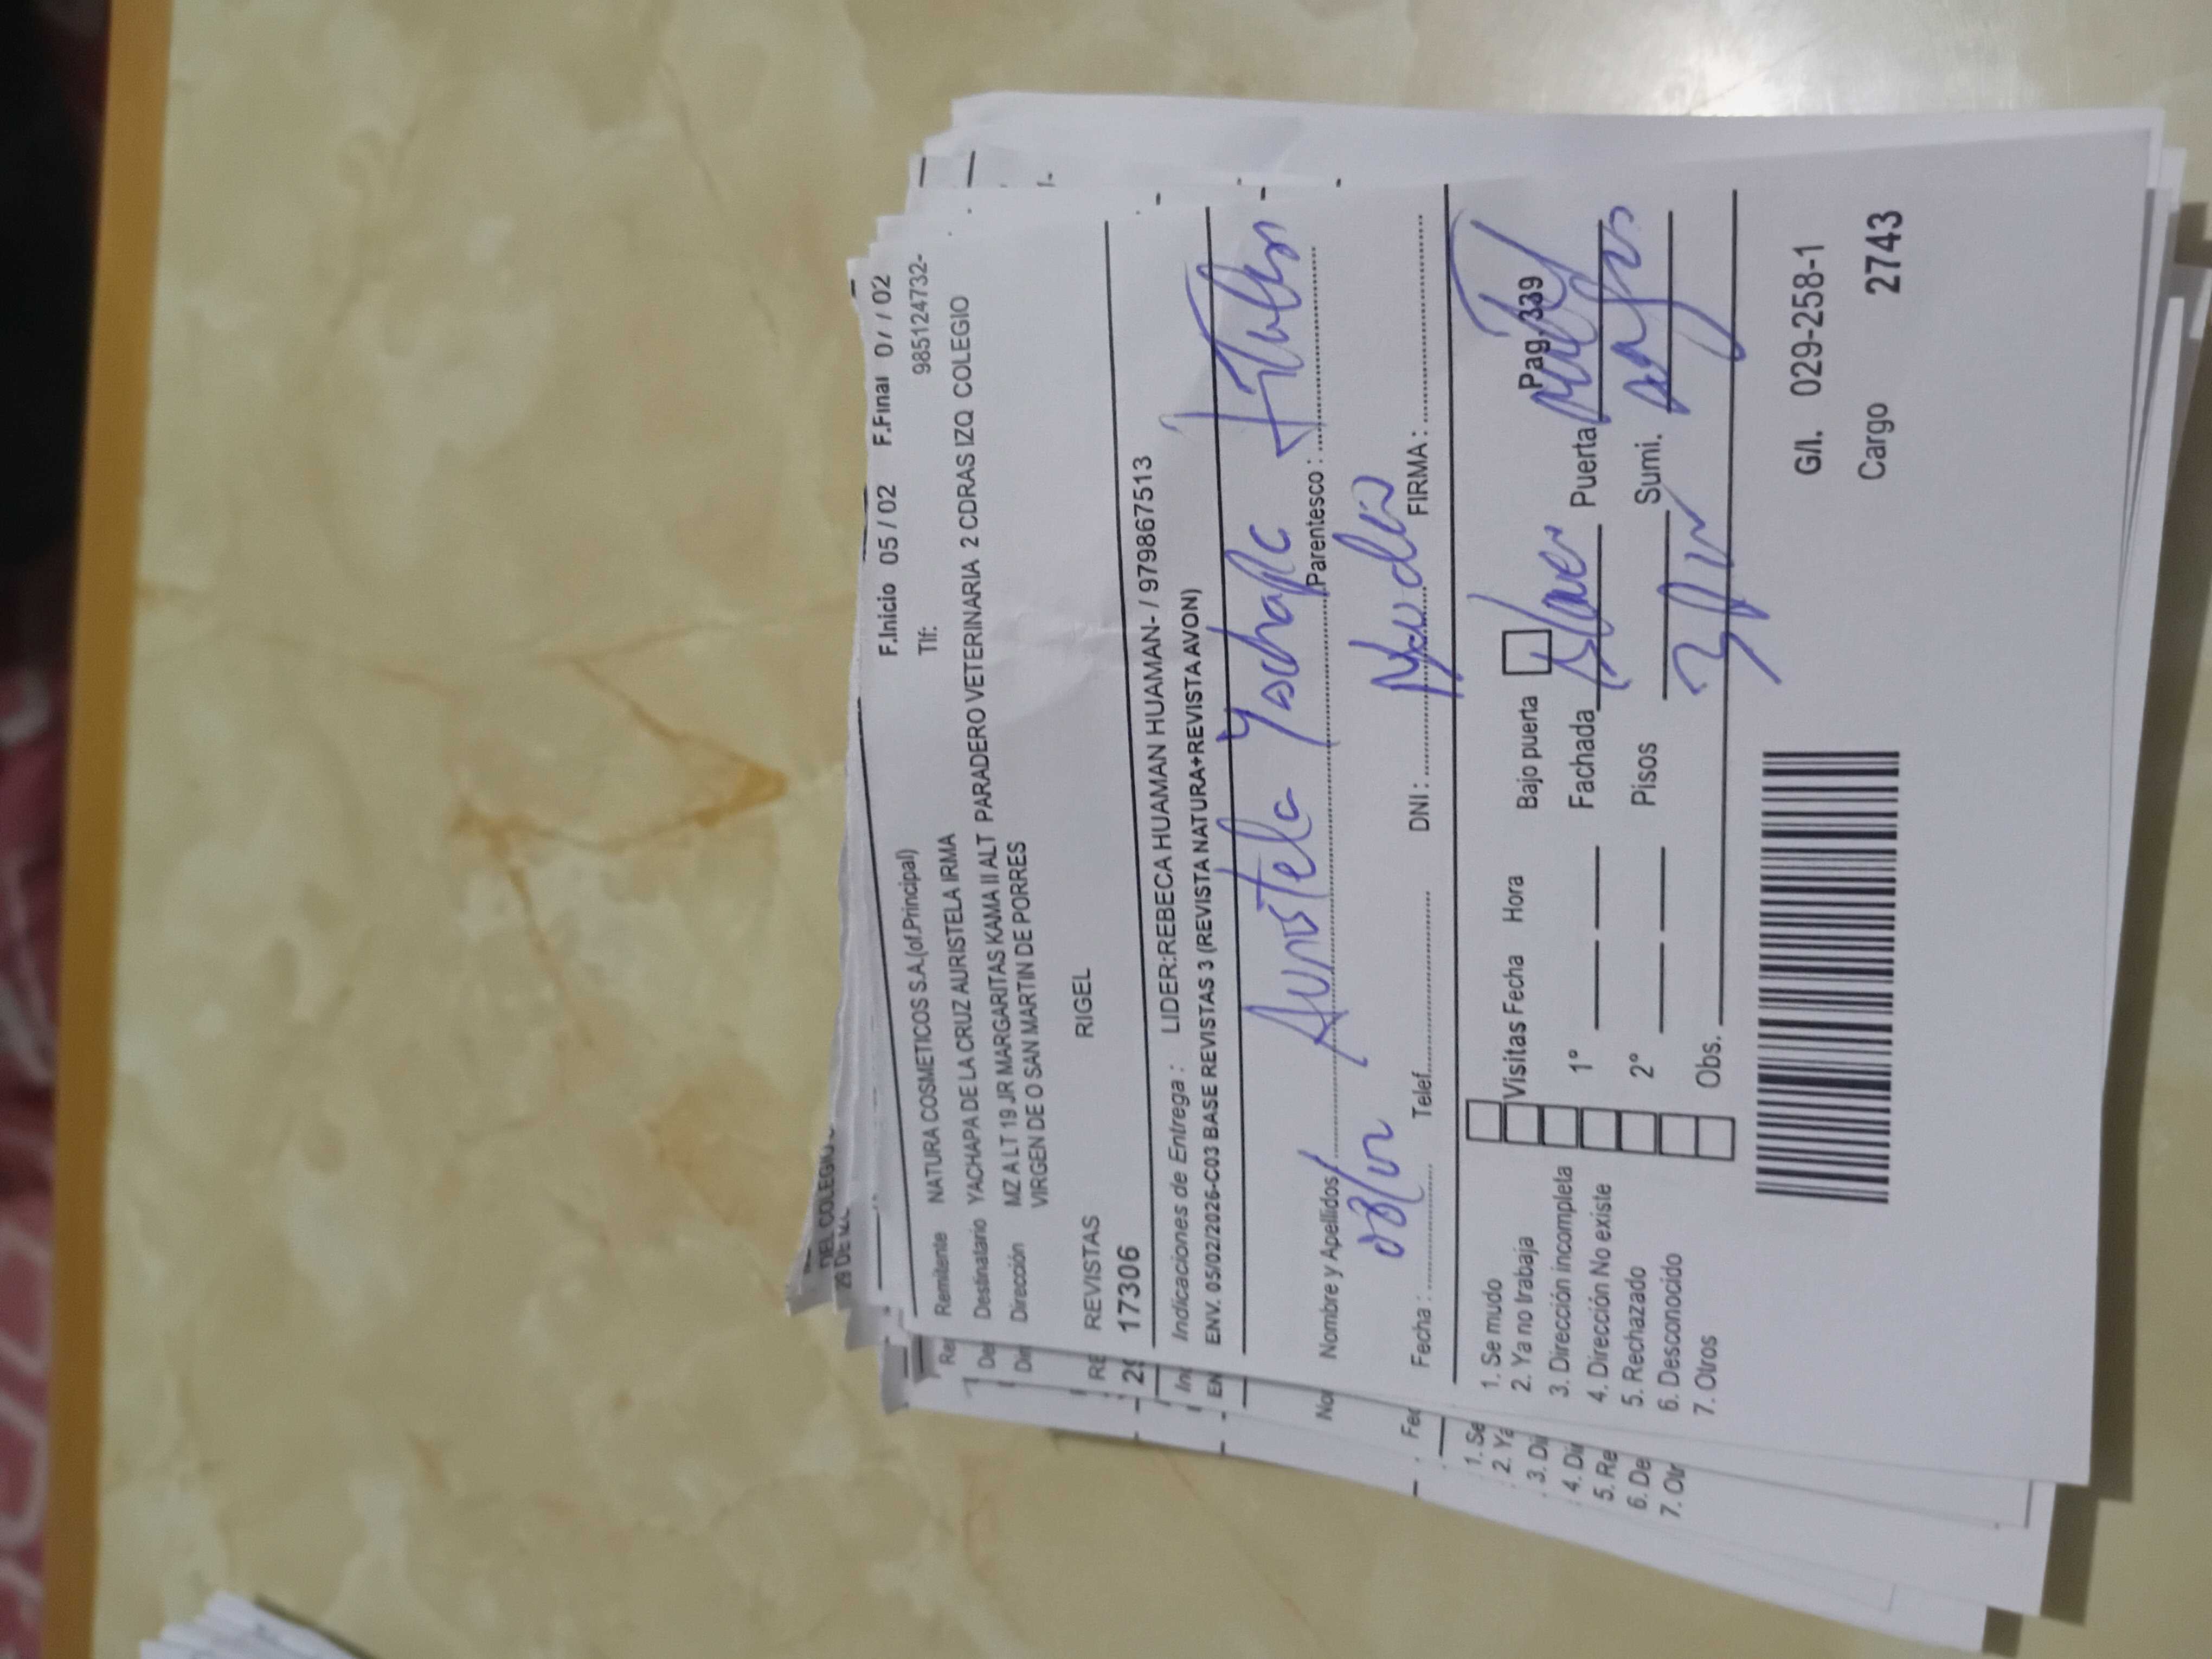 F.Inicio 05 / 02 F.Final 07 / 02
Remitente NATURA COSMETICOS S.A.(of.Principal) Tlf: 985124732-
Destinatario YACHAPA DE LA CRUZ AURISTELA IRMA
Dirección MZ A LT 19 JR MARGARITAS KAMA II ALT PARADERO VETERINARIA 2 CDRAS IZQ COLEGIO
VIRGEN DE O SAN MARTIN DE PORRES
REVISTAS RIGEL
17306
Indicaciones de Entrega : LIDER:REBECA HUAMAN HUAMAN- / 979867513
ENV. 05/02/2026-C03 BASE REVISTAS 3 (REVISTA NATURA+REVISTA AVON)
Nombre y Apellidos Auristela Parentesco : Titular
Fecha : 08/02 Telef. DNI : FIRMA :
1. Se mudo
2. Ya no trabaja
3. Dirección incompleta
4. Dirección No existe
5. Rechazado
6. Desconocido
7. Otros
Visitas Fecha Hora Bajo puerta Pag. 339
1° Fachada Puerta
2° Pisos Sumi.
Obs.
G/I. 029-258-1
Cargo 2743